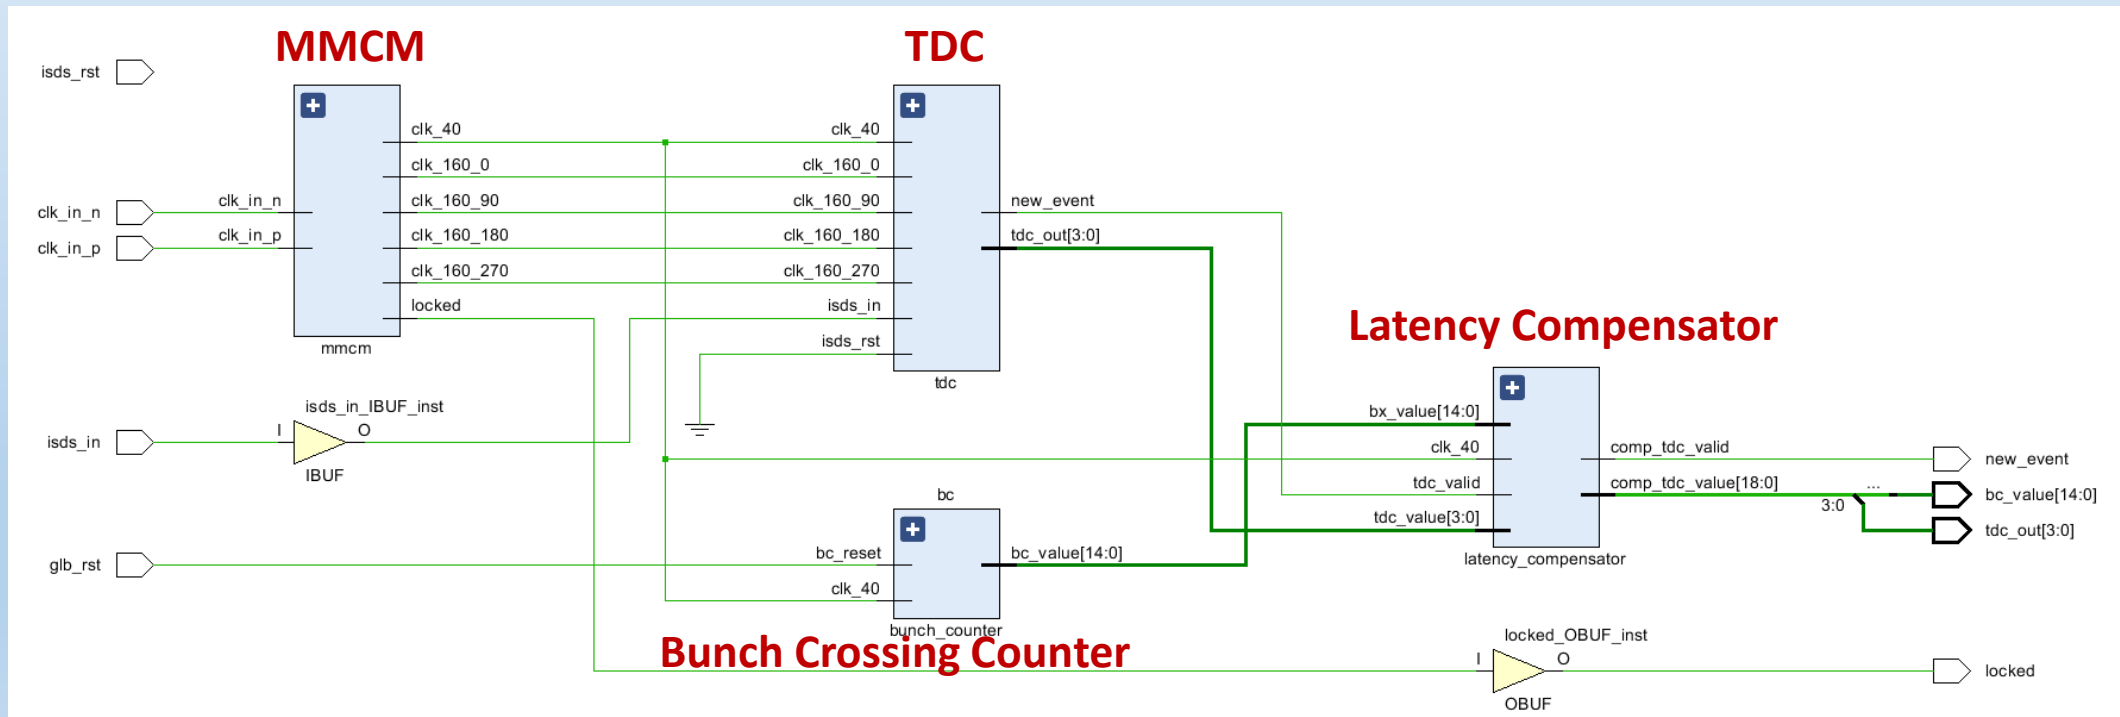 MMCM
TDC
isds_rst
clk_40
clk_40
clk_160_0
clk_160_0
clk_in_n
clk_in_n
clk_160_90
clk_160_90
new_event
clk_in_p
clk_in_p
clk_160_180
clk_160_180
tdc_out[3:0]
clk_160_270
clk_160_270
locked
isds_in
isds_rst
mmcm
tdc
Latency Compensator
isds_in_IBUF_inst
isds_in
I
O
IBUF
bx_value[14:0]
clk_40
comp_tdc_valid
new_event
tdc_valid
comp_tdc_value[18:0]
...
3:0
bc_value[14:0]
tdc_value[3:0]
tdc_out[3:0]
latency_compensator
bc
glb_rst
bc_reset
bc_value[14:0]
clk_40
bunch_counter
Bunch Crossing Counter
locked_OBUF_inst
I
O
locked
OBUF